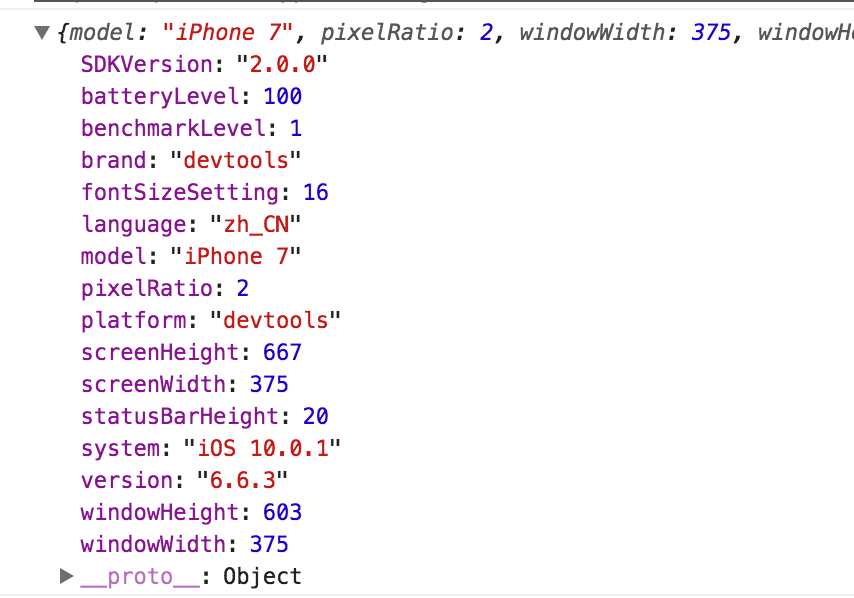 ▼{model: "iPhone 7", pixelRatio: 2, windowWidth: 375, windowHe
SDKVersion: "2.0.0"
batteryLevel: 100
benchmarkLevel: 1
brand: "devtools"
fontSizeSetting: 16
language: "zh_CN"
model: "iPhone 7"
pixelRatio: 2
platform: "devtools"
screenHeight: 667
screenWidth: 375
statusBarHeight: 20
system: "iOS 10.0.1"
version: "6.6.3"
windowHeight: 603
windowWidth: 375
▶__proto__: Object